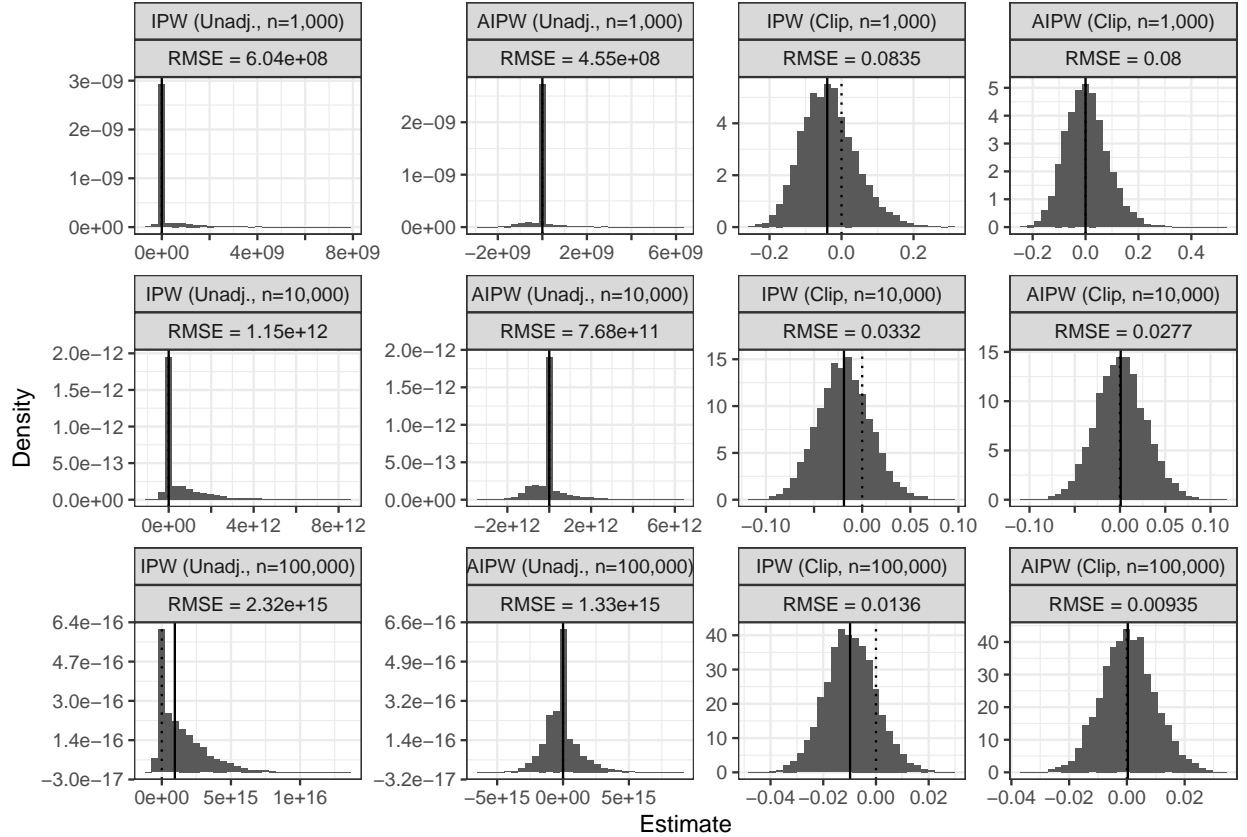 IPW (Unadj., n=1,000)
RMSE = 6.04e+08
3e−09
2e−09
1e−09
0e+00
0e+00 4e+09 8e+09
AIPW (Unadj., n=1,000)
RMSE = 4.55e+08
2e−09
1e−09
0e+00
−2e+09 2e+09 6e+09
IPW (Clip, n=1,000)
RMSE = 0.0835
4
2
0
−0.2 0.0 0.2
AIPW (Clip, n=1,000)
RMSE = 0.08
5
4
3
2
1
0
−0.2 0.0 0.2 0.4
IPW (Unadj., n=10,000)
RMSE = 1.15e+12
2.0e−12
1.5e−12
1.0e−12
5.0e−13
0.0e+00
0e+00 4e+12 8e+12
AIPW (Unadj., n=10,000)
RMSE = 7.68e+11
2.0e−12
1.5e−12
1.0e−12
5.0e−13
0.0e+00
−2e+12 2e+12 6e+12
IPW (Clip, n=10,000)
RMSE = 0.0332
15
10
5
0
−0.10 0.00 0.05 0.10
AIPW (Clip, n=10,000)
RMSE = 0.0277
15
10
5
0
−0.10 0.00 0.05 0.10
IPW (Unadj., n=100,000)
RMSE = 2.32e+15
6.4e−16
4.7e−16
3.0e−16
1.4e−16
−3.0e−17
0e+00 5e+15 1e+16
AIPW (Unadj., n=100,000)
RMSE = 1.33e+15
6.6e−16
4.9e−16
3.2e−16
1.4e−16
−3.2e−17
−5e+15 0e+00 5e+15
IPW (Clip, n=100,000)
RMSE = 0.0136
40
30
20
10
0
−0.04 −0.02 0.00 0.02
AIPW (Clip, n=100,000)
RMSE = 0.00935
40
30
20
10
0
−0.04 −0.02 0.00 0.02
Density
Estimate